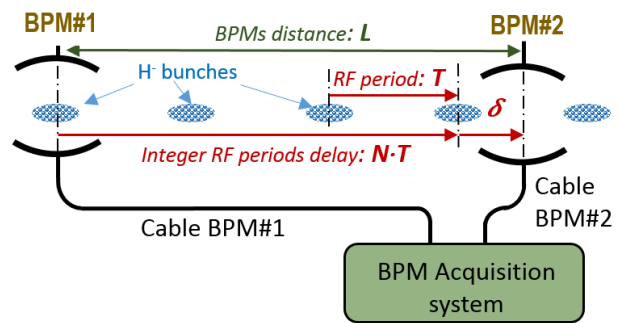 BPM#1
BPM#2
BPMs distance: L
H⁻ bunches
RF period: T
δ
Integer RF periods delay: N·T
Cable BPM#1
Cable
BPM#2
BPM Acquisition
system